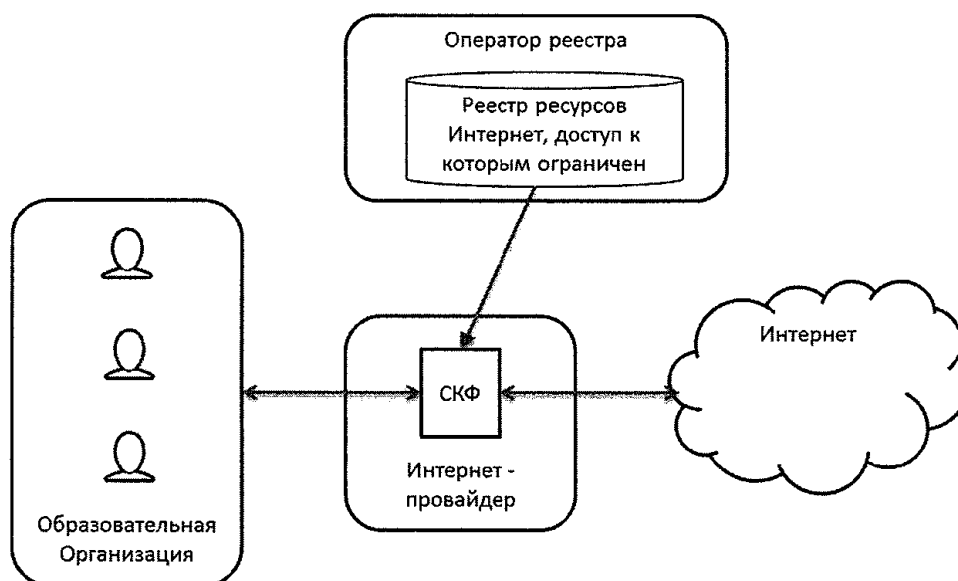 Оператор реестра
Реестр ресурсов
Интернет, доступ к
которым ограничен
Интернет
СКФ
Интернет -
провайдер
Образовательная
Организация